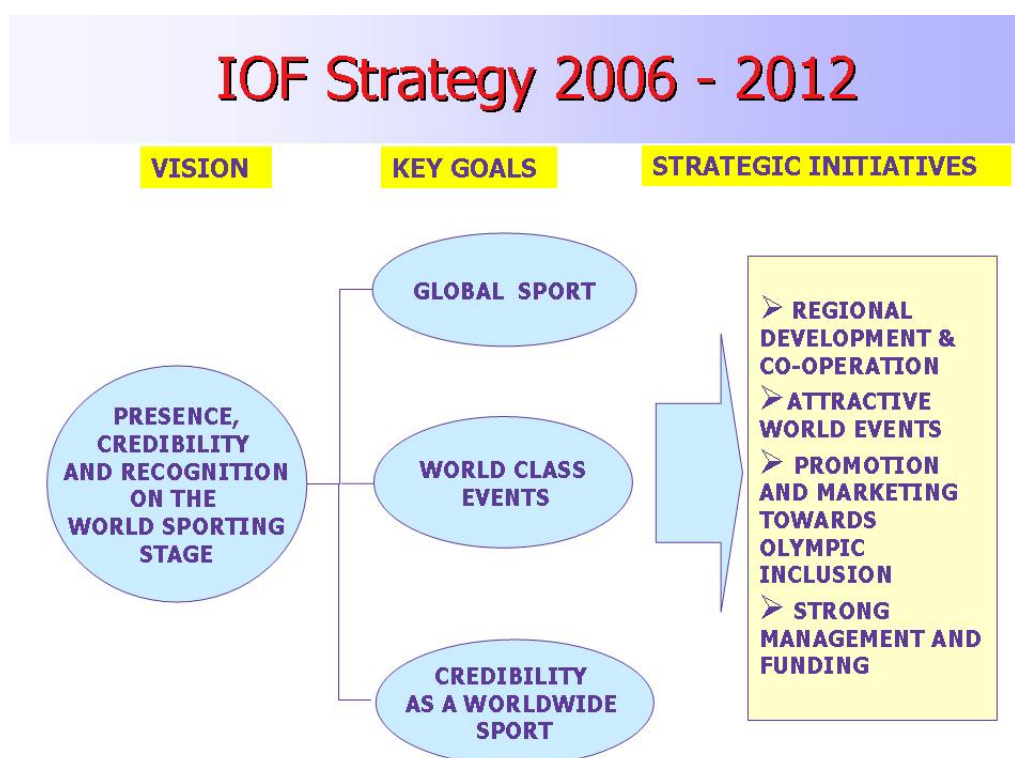 IOF Strategy 2006 - 2012
VISION
KEY GOALS
STRATEGIC INITIATIVES
PRESENCE,
CREDIBILITY
AND RECOGNITION
ON THE
WORLD SPORTING
STAGE
GLOBAL SPORT
WORLD CLASS
EVENTS
CREDIBILITY
AS A WORLDWIDE
SPORT
➢ REGIONAL
DEVELOPMENT &
CO-OPERATION
➢ATTRACTIVE
WORLD EVENTS
➢ PROMOTION
AND MARKETING
TOWARDS
OLYMPIC
INCLUSION
➢ STRONG
MANAGEMENT AND
FUNDING